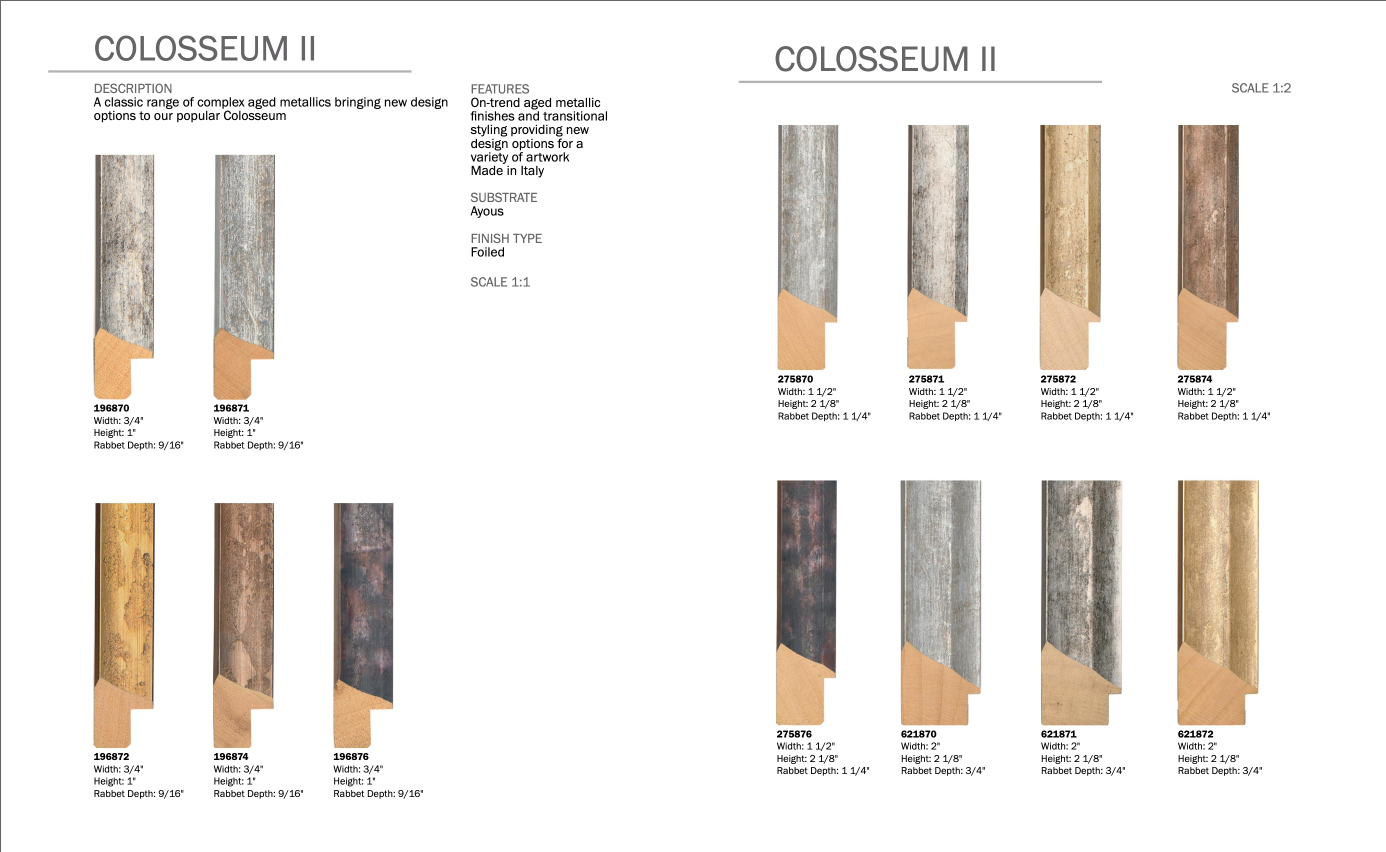 COLOSSEUM II
DESCRIPTION
A classic range of complex aged metallics bringing new design
options to our popular Colosseum
FEATURES
On-trend aged metallic
finishes and transitional
styling providing new
design options for a
variety of artwork
Made in Italy
SUBSTRATE
Ayous
FINISH TYPE
Foiled
SCALE 1:1
196870
Width: 3/4"
Height: 1"
Rabbet Depth: 9/16"
196871
Width: 3/4"
Height: 1"
Rabbet Depth: 9/16"
196872
Width: 3/4"
Height: 1"
Rabbet Depth: 9/16"
196874
Width: 3/4"
Height: 1"
Rabbet Depth: 9/16"
196876
Width: 3/4"
Height: 1"
Rabbet Depth: 9/16"
COLOSSEUM II
SCALE 1:2
275870
Width: 1 1/2"
Height: 2 1/8"
Rabbet Depth: 1 1/4"
275871
Width: 1 1/2"
Height: 2 1/8"
Rabbet Depth: 1 1/4"
275872
Width: 1 1/2"
Height: 2 1/8"
Rabbet Depth: 1 1/4"
275874
Width: 1 1/2"
Height: 2 1/8"
Rabbet Depth: 1 1/4"
275876
Width: 1 1/2"
Height: 2 1/8"
Rabbet Depth: 1 1/4"
621870
Width: 2"
Height: 2 1/8"
Rabbet Depth: 3/4"
621871
Width: 2"
Height: 2 1/8"
Rabbet Depth: 3/4"
621872
Width: 2"
Height: 2 1/8"
Rabbet Depth: 3/4"